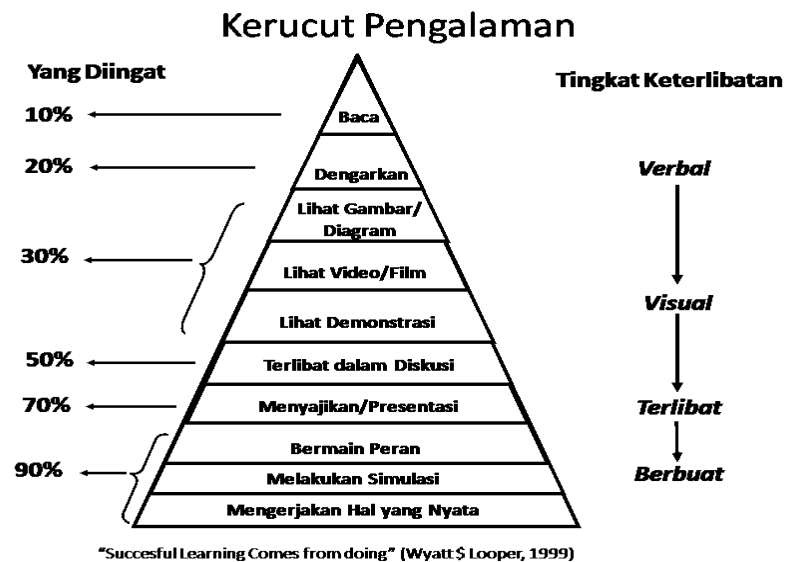 Kerucut Pengalaman
Yang Diingat
Tingkat Keterlibatan
10%
Baca
20%
Dengarkan
Verbal
Lihat Gambar/
Diagram
30%
Lihat Video/Film
Visual
Lihat Demonstrasi
50%
Terlibat dalam Diskusi
70%
Menyajikan/Presentasi
Terlibat
Bermain Peran
90%
Melakukan Simulasi
Berbuat
Mengerjakan Hal yang Nyata
“Succesful Learning Comes from doing” (Wyatt $ Looper, 1999)